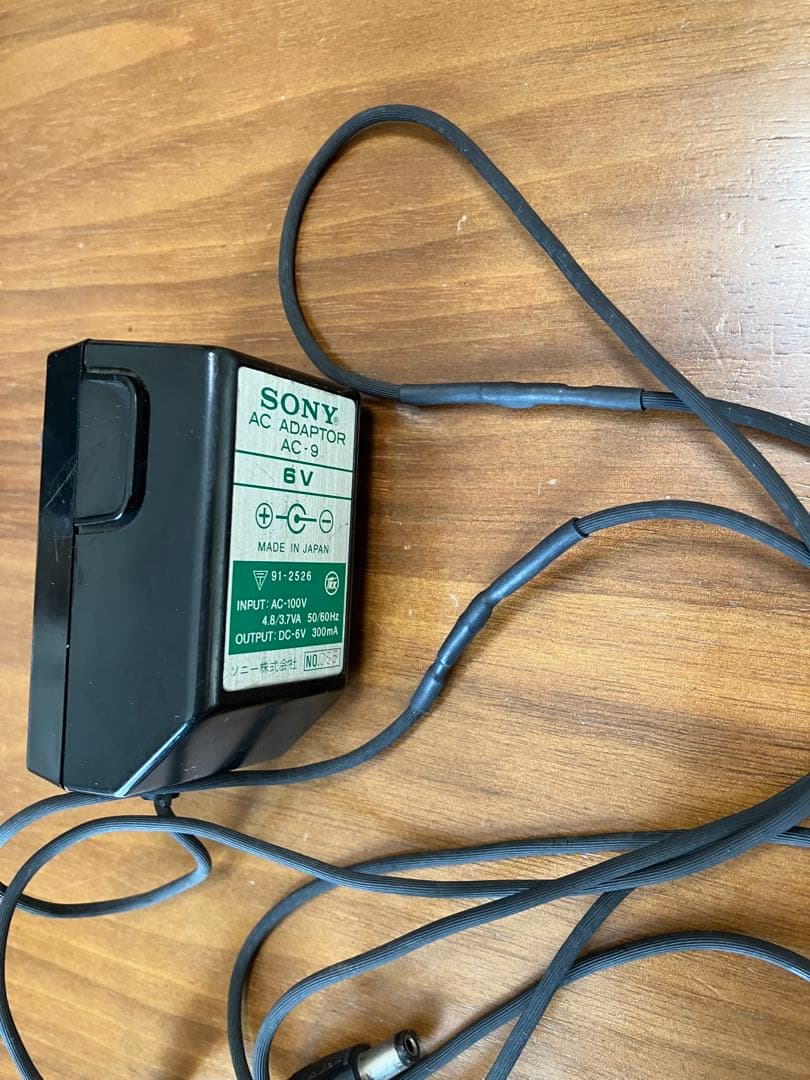 SONY®
AC ADAPTOR
AC-9
6V
+ −
MADE IN JAPAN
▽ 91-2526
INPUT: AC-100V
4.8/3.7VA 50/60Hz
OUTPUT: DC-6V 300mA
ソニー株式会社 NO.